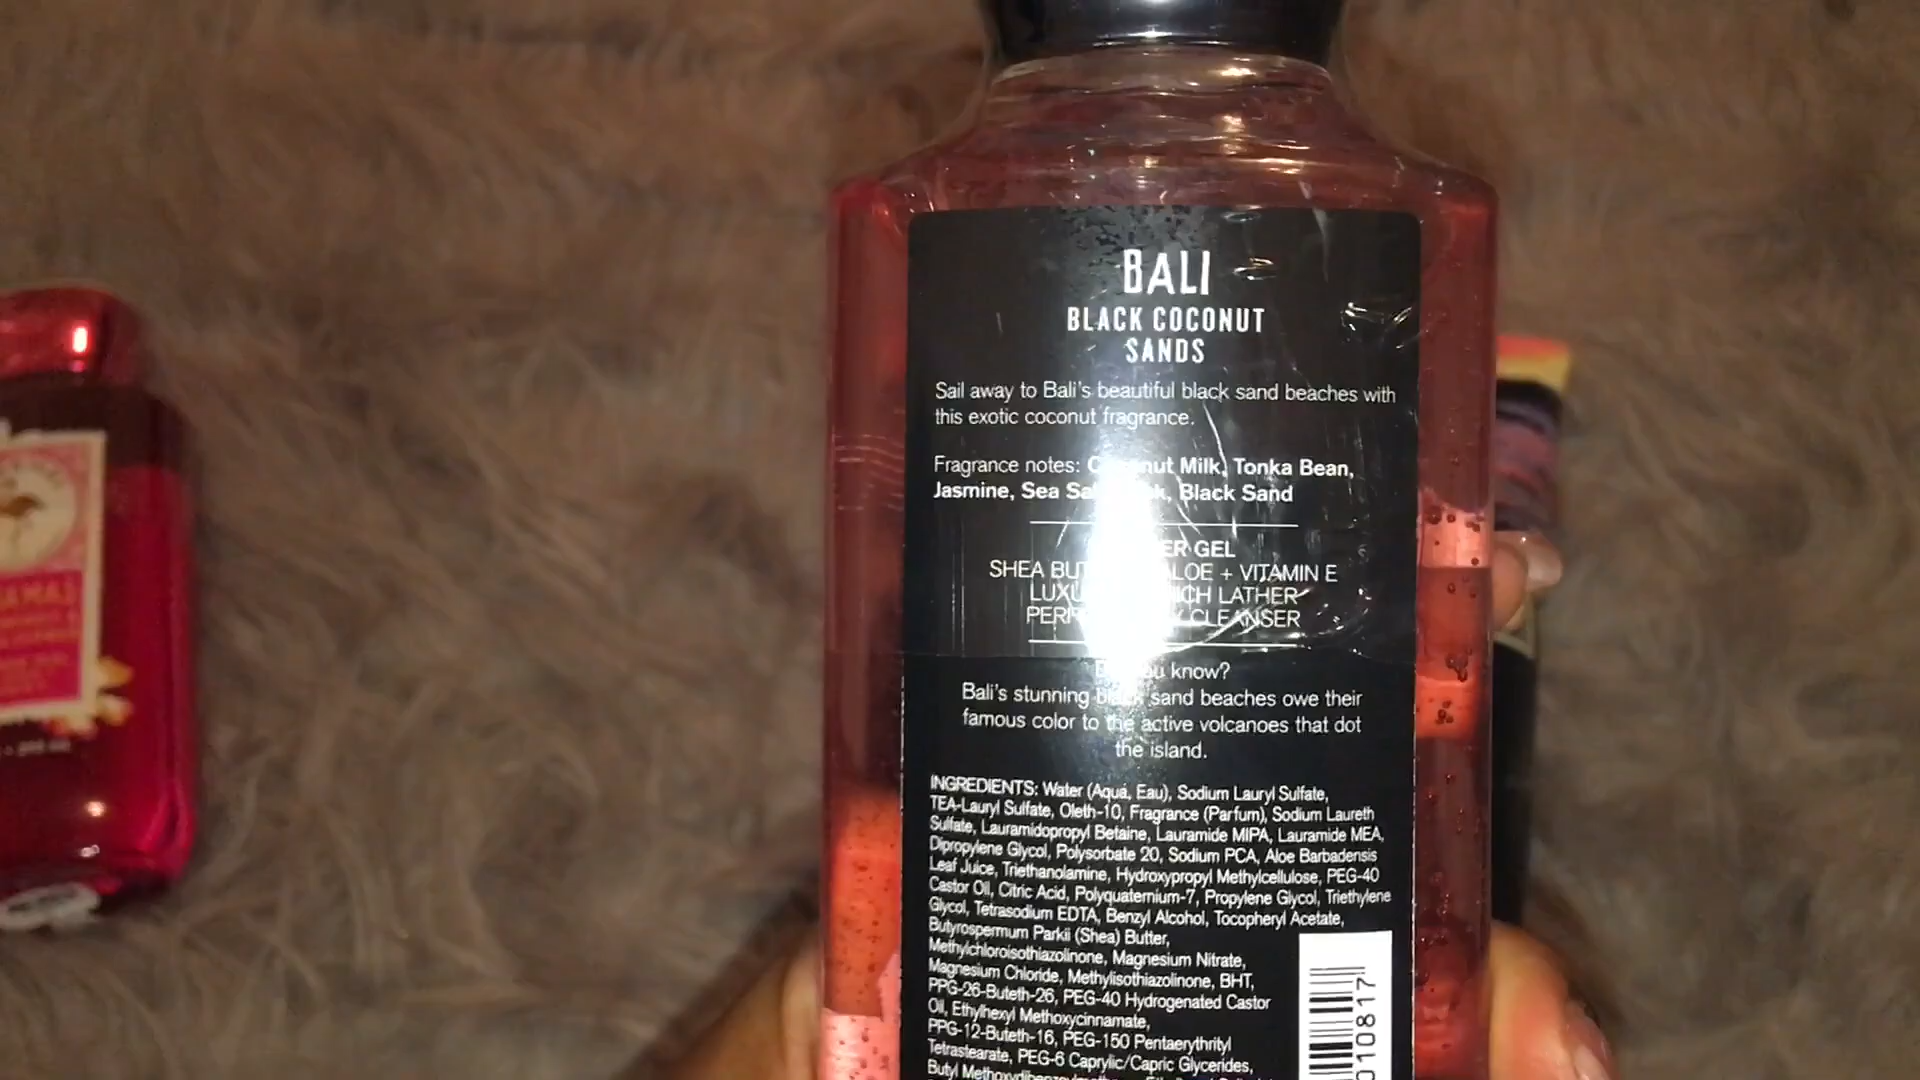 BALI
BLACK COCONUT
SANDS
Sail away to Bali's beautiful black sand beaches with
this exotic coconut fragrance.
Fragrance notes: Milk, Tonka Bean,
Jasmine, Sea Black Sand
GEL
SHEA ALOE + VITAMIN E
LATHER
CLEANSER
know?
Bali's stunning black sand beaches owe their
famous color to the active volcanoes that dot
the island.
INGREDIENTS: Water (Aqua, Eau), Sodium Lauryl Sulfate,
TEA-Lauryl Sulfate, Oleth-10, Fragrance (Parfum), Sodium Laureth
Sulfate, Lauramidopropyl Betaine, Lauramide MIPA, Lauramide MEA,
Dipropylene Glycol, Polysorbate 20, Sodium PCA, Aloe Barbadensis
Leaf Juice, Triethanolamine, Hydroxypropyl Methylcellulose, PEG-40
Castor Oil, Citric Acid, Polyquaternium-7, Propylene Glycol, Triethylene
Glycol, Tetrasodium EDTA, Benzyl Alcohol, Tocopheryl Acetate,
Butyrospermum Parkii (Shea) Butter,
Methylchloroisothiazolinone, Magnesium Nitrate,
Magnesium Chloride, Methylisothiazolinone, BHT,
PPG-26-Buteth-26, PEG-40 Hydrogenated Castor
Oil, Ethylhexyl Methoxycinnamate,
PPG-12-Buteth-16, PEG-150 Pentaerythrityl
Tetrastearate, PEG-6 Caprylic/Capric Glycerides,
Butyl
010817